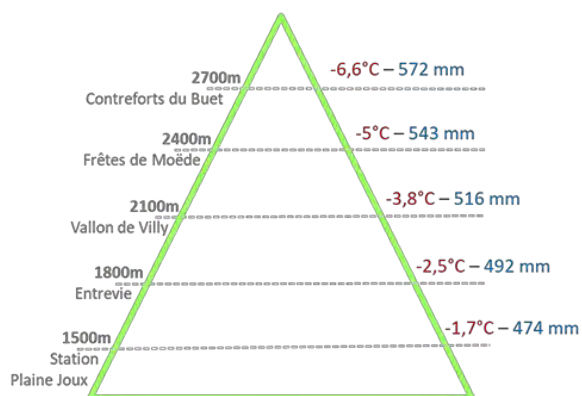 2700m
-6,6°C – 572 mm
Contreforts du Buet
2400m
-5°C – 543 mm
Frêtes de Moëde
2100m
-3,8°C – 516 mm
Vallon de Villy
1800m
-2,5°C – 492 mm
Entrevie
1500m
-1,7°C – 474 mm
Station
Plaine Joux